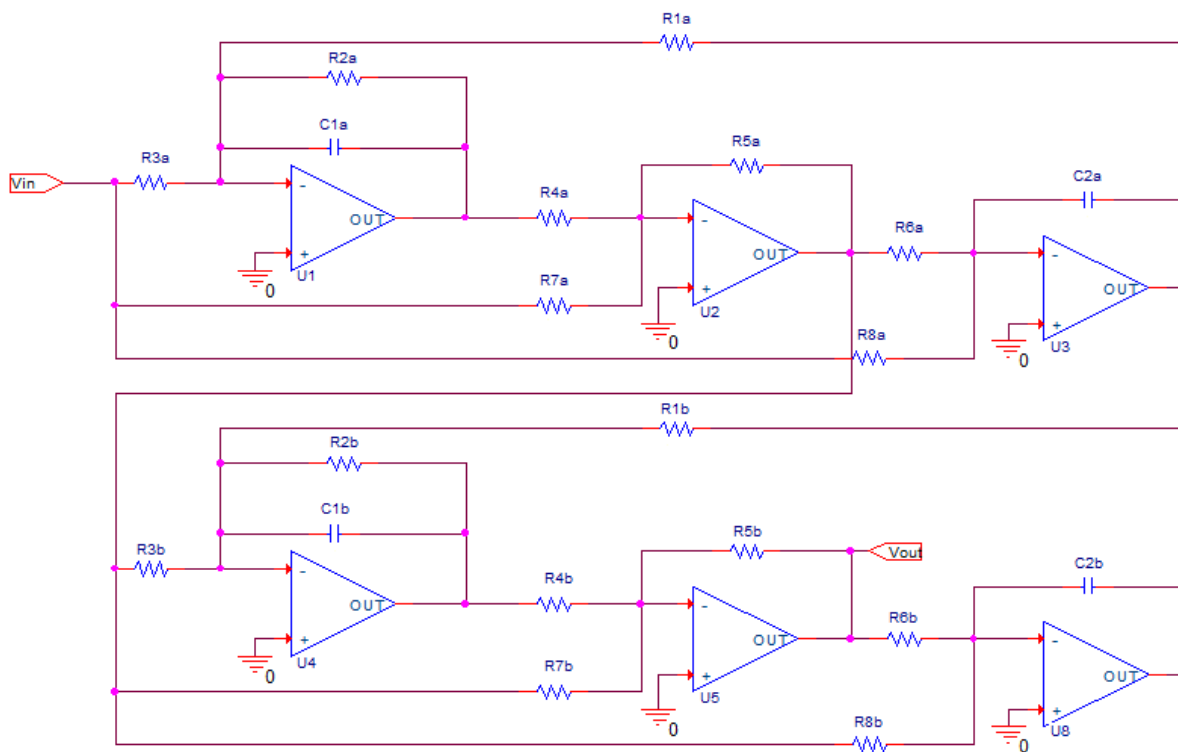 R1a
R2a
C1a
R3a
R5a
C2a
Vin
-
R4a
-
R6a
OUT
-
+
U1
0
OUT
R7a
+
U2
0
OUT
+
U3
0
R8a
R1b
R2b
C1b
R3b
R5b
Vout
C2b
-
R4b
-
R6b
OUT
-
+
U4
0
OUT
R7b
+
U5
0
OUT
+
U8
0
R8b